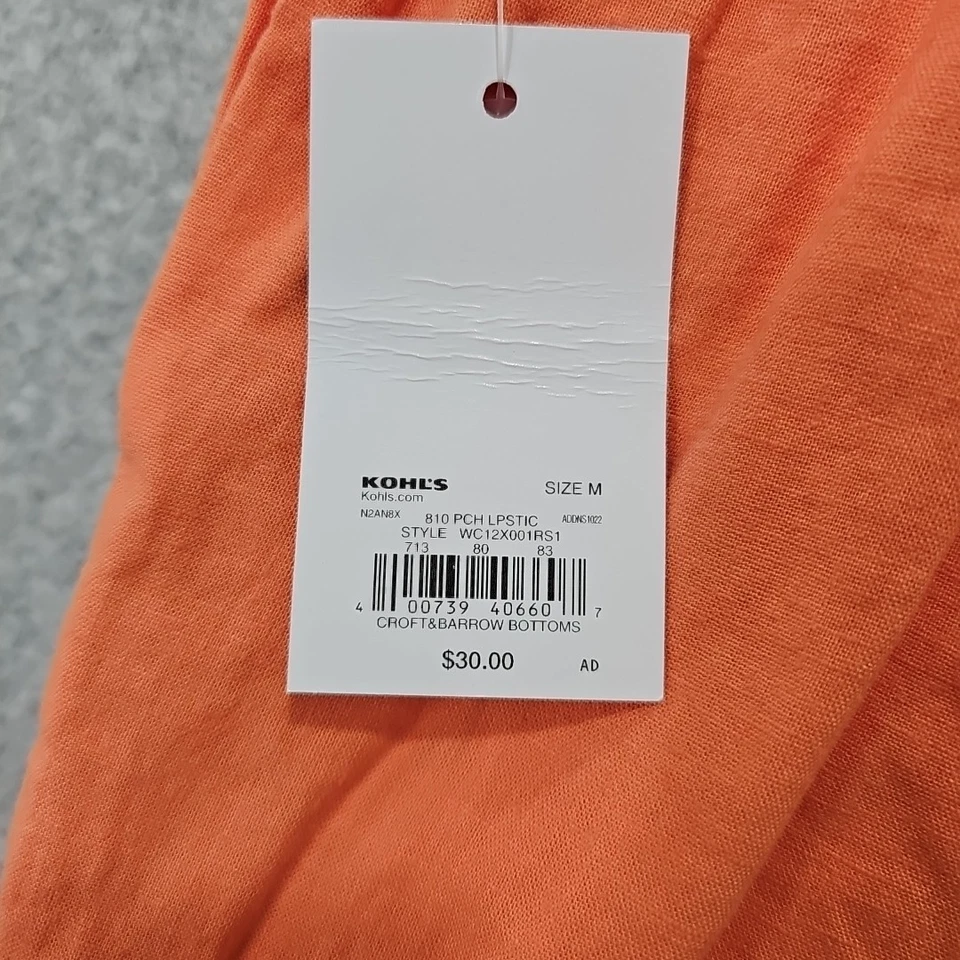 KOHL'S SIZE M
Kohls.com
N2AN8X 810 PCH LPSTIC ADDNS1022
STYLE WC12X001RS1
713 80 83
4 00739 40660 7
CROFT&BARROW BOTTOMS
$30.00 AD